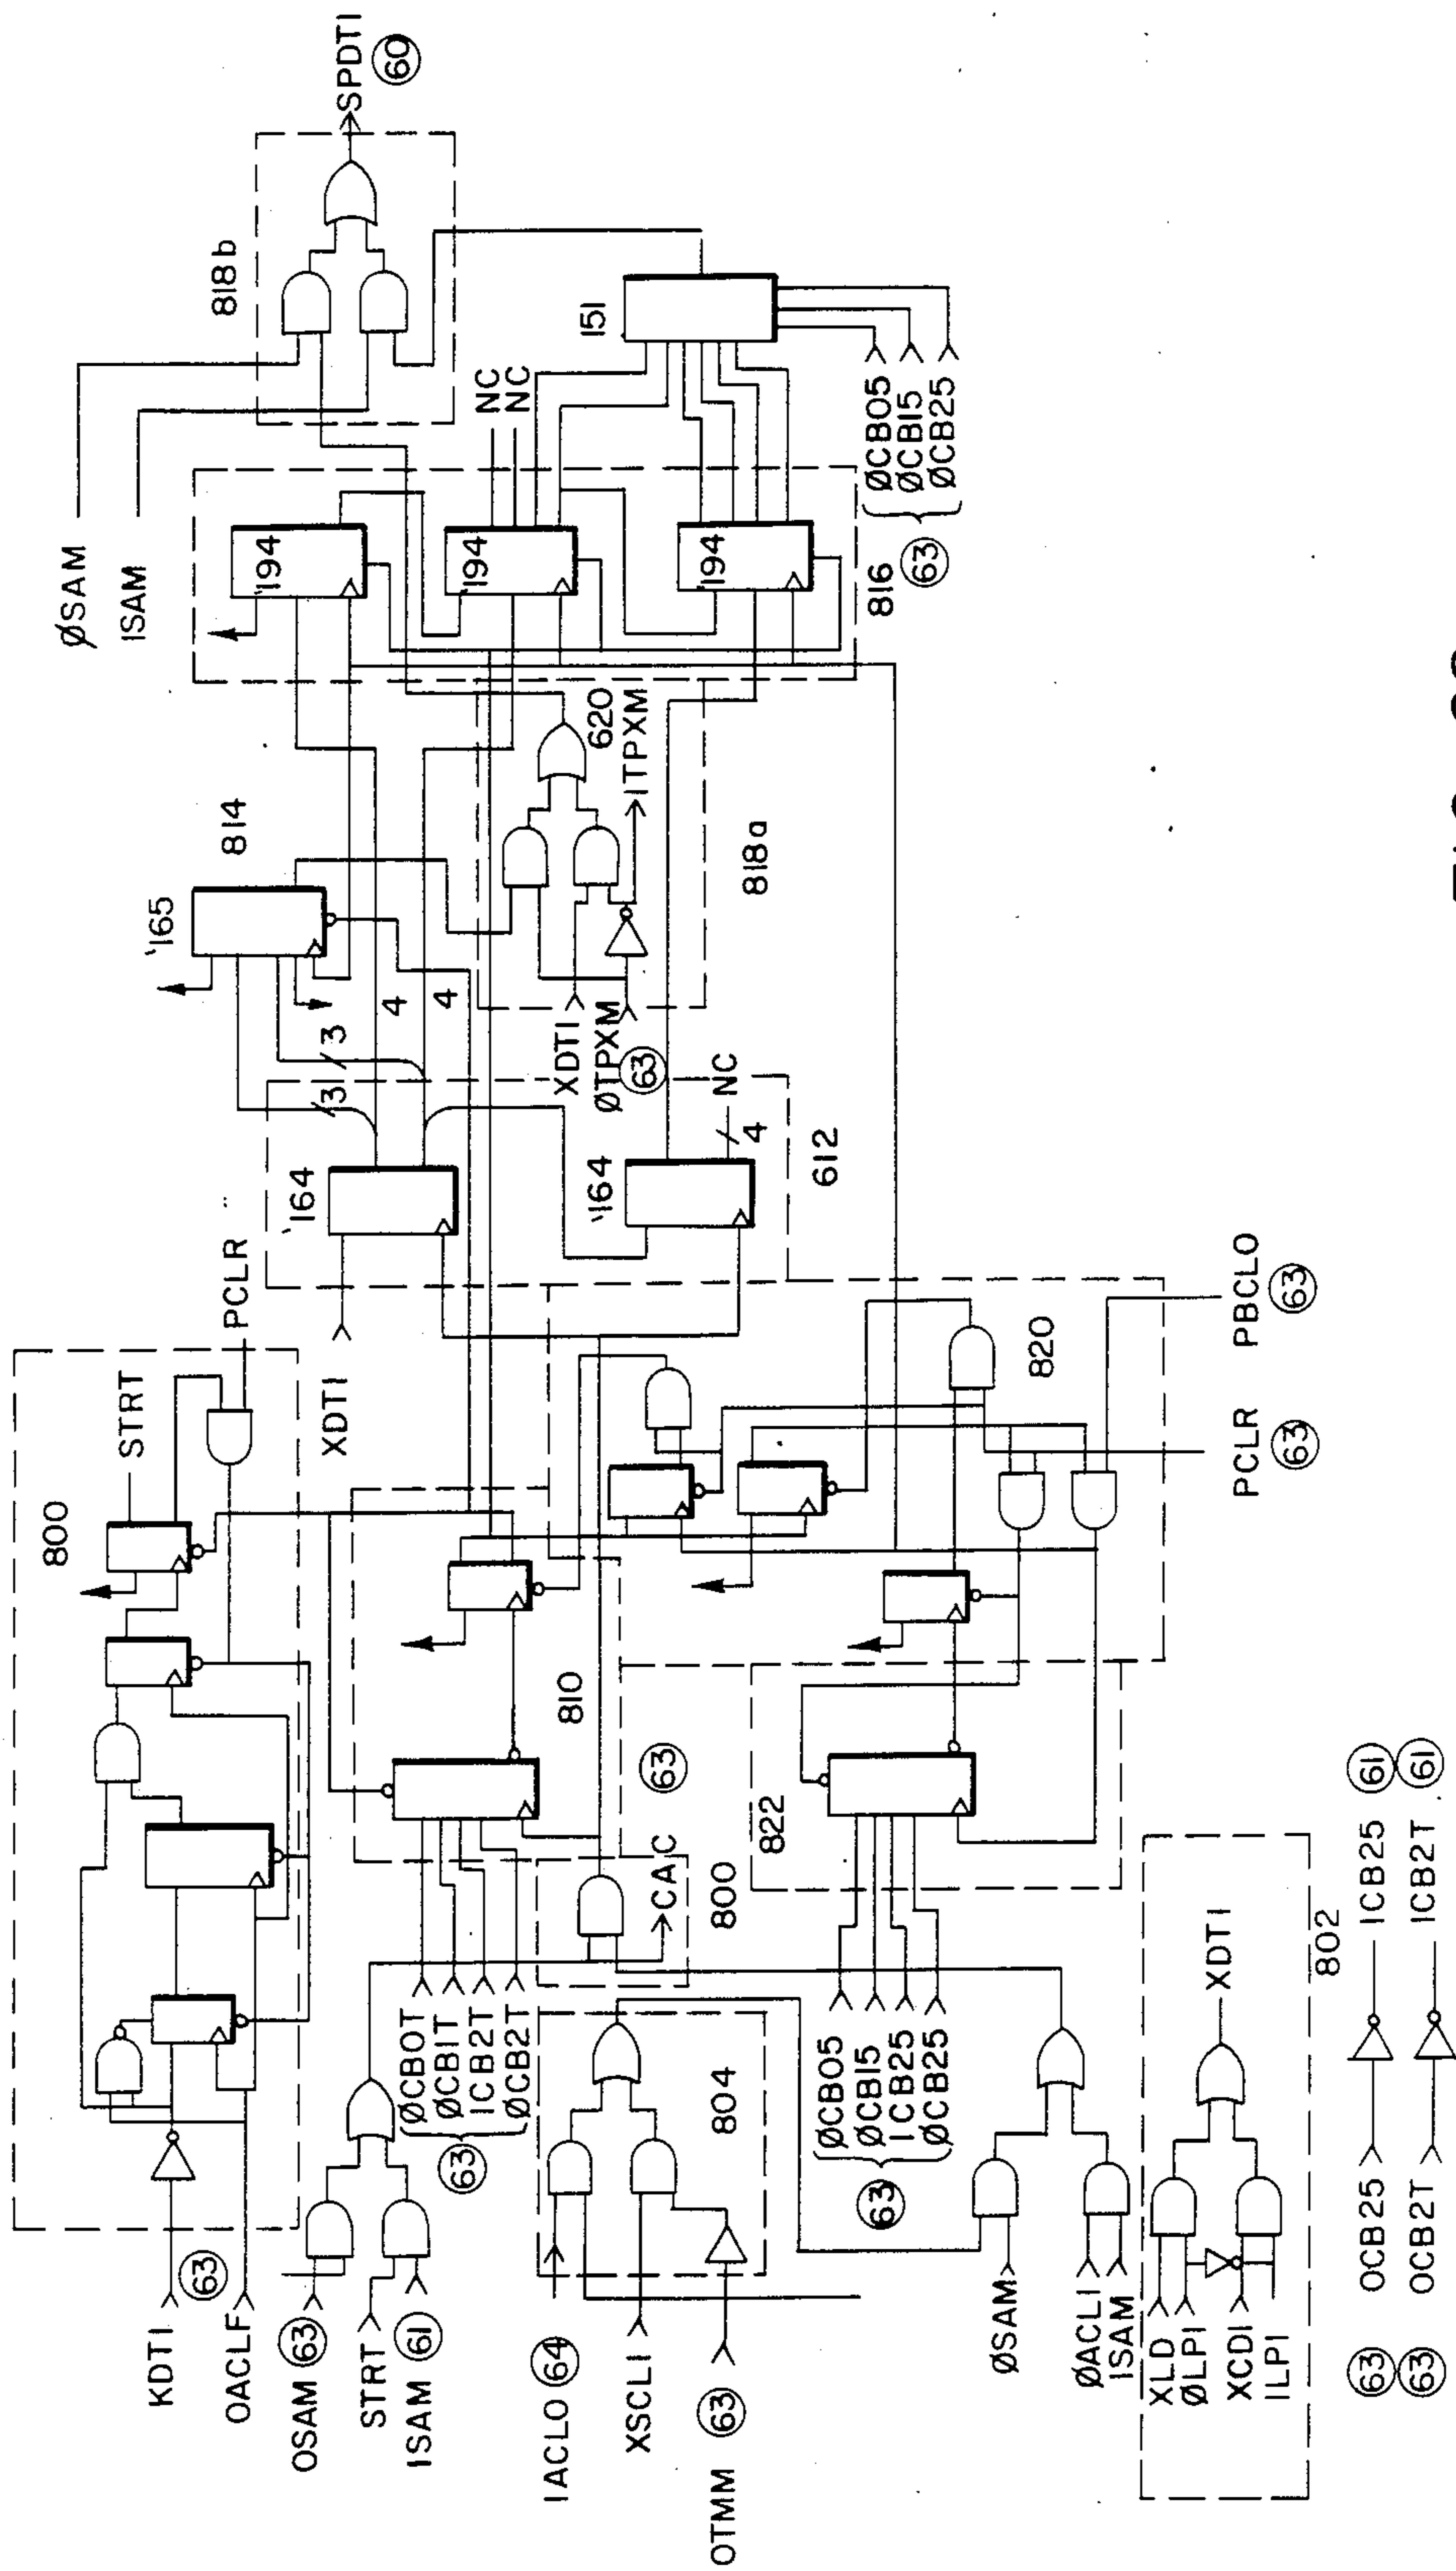 SPDTI
60
818b
ØSAM
ISAM
151
NC
NC
'194
'194
'194
ØCB05
ØCB15
ØCB25
63
816
620
ITPXM
818a
814
'165
3
3
4
4
XDTI
ØTPXM
63
NC
4
'164
'164
612
PCLR
XDTI
STRT
800
820
PBCLO
63
PCLR
63
810
63
822
CAC
800
ØCB0T
ØCB1T
ICB2T
ØCB2T
63
804
ØCB05
ØCB15
ICB25
ØCB25
63
XDTI
802
KDTI
63
OACLF
OSAM 63
STRT
ISAM 61
IACLO 64
XSCLI
OTMM 63
ØSAM
ØACLI
ISAM
XLD
ØLPI
XCDI
ILPI
63 OCB25 ICB25 61
63 OCB2T ICB2T 61